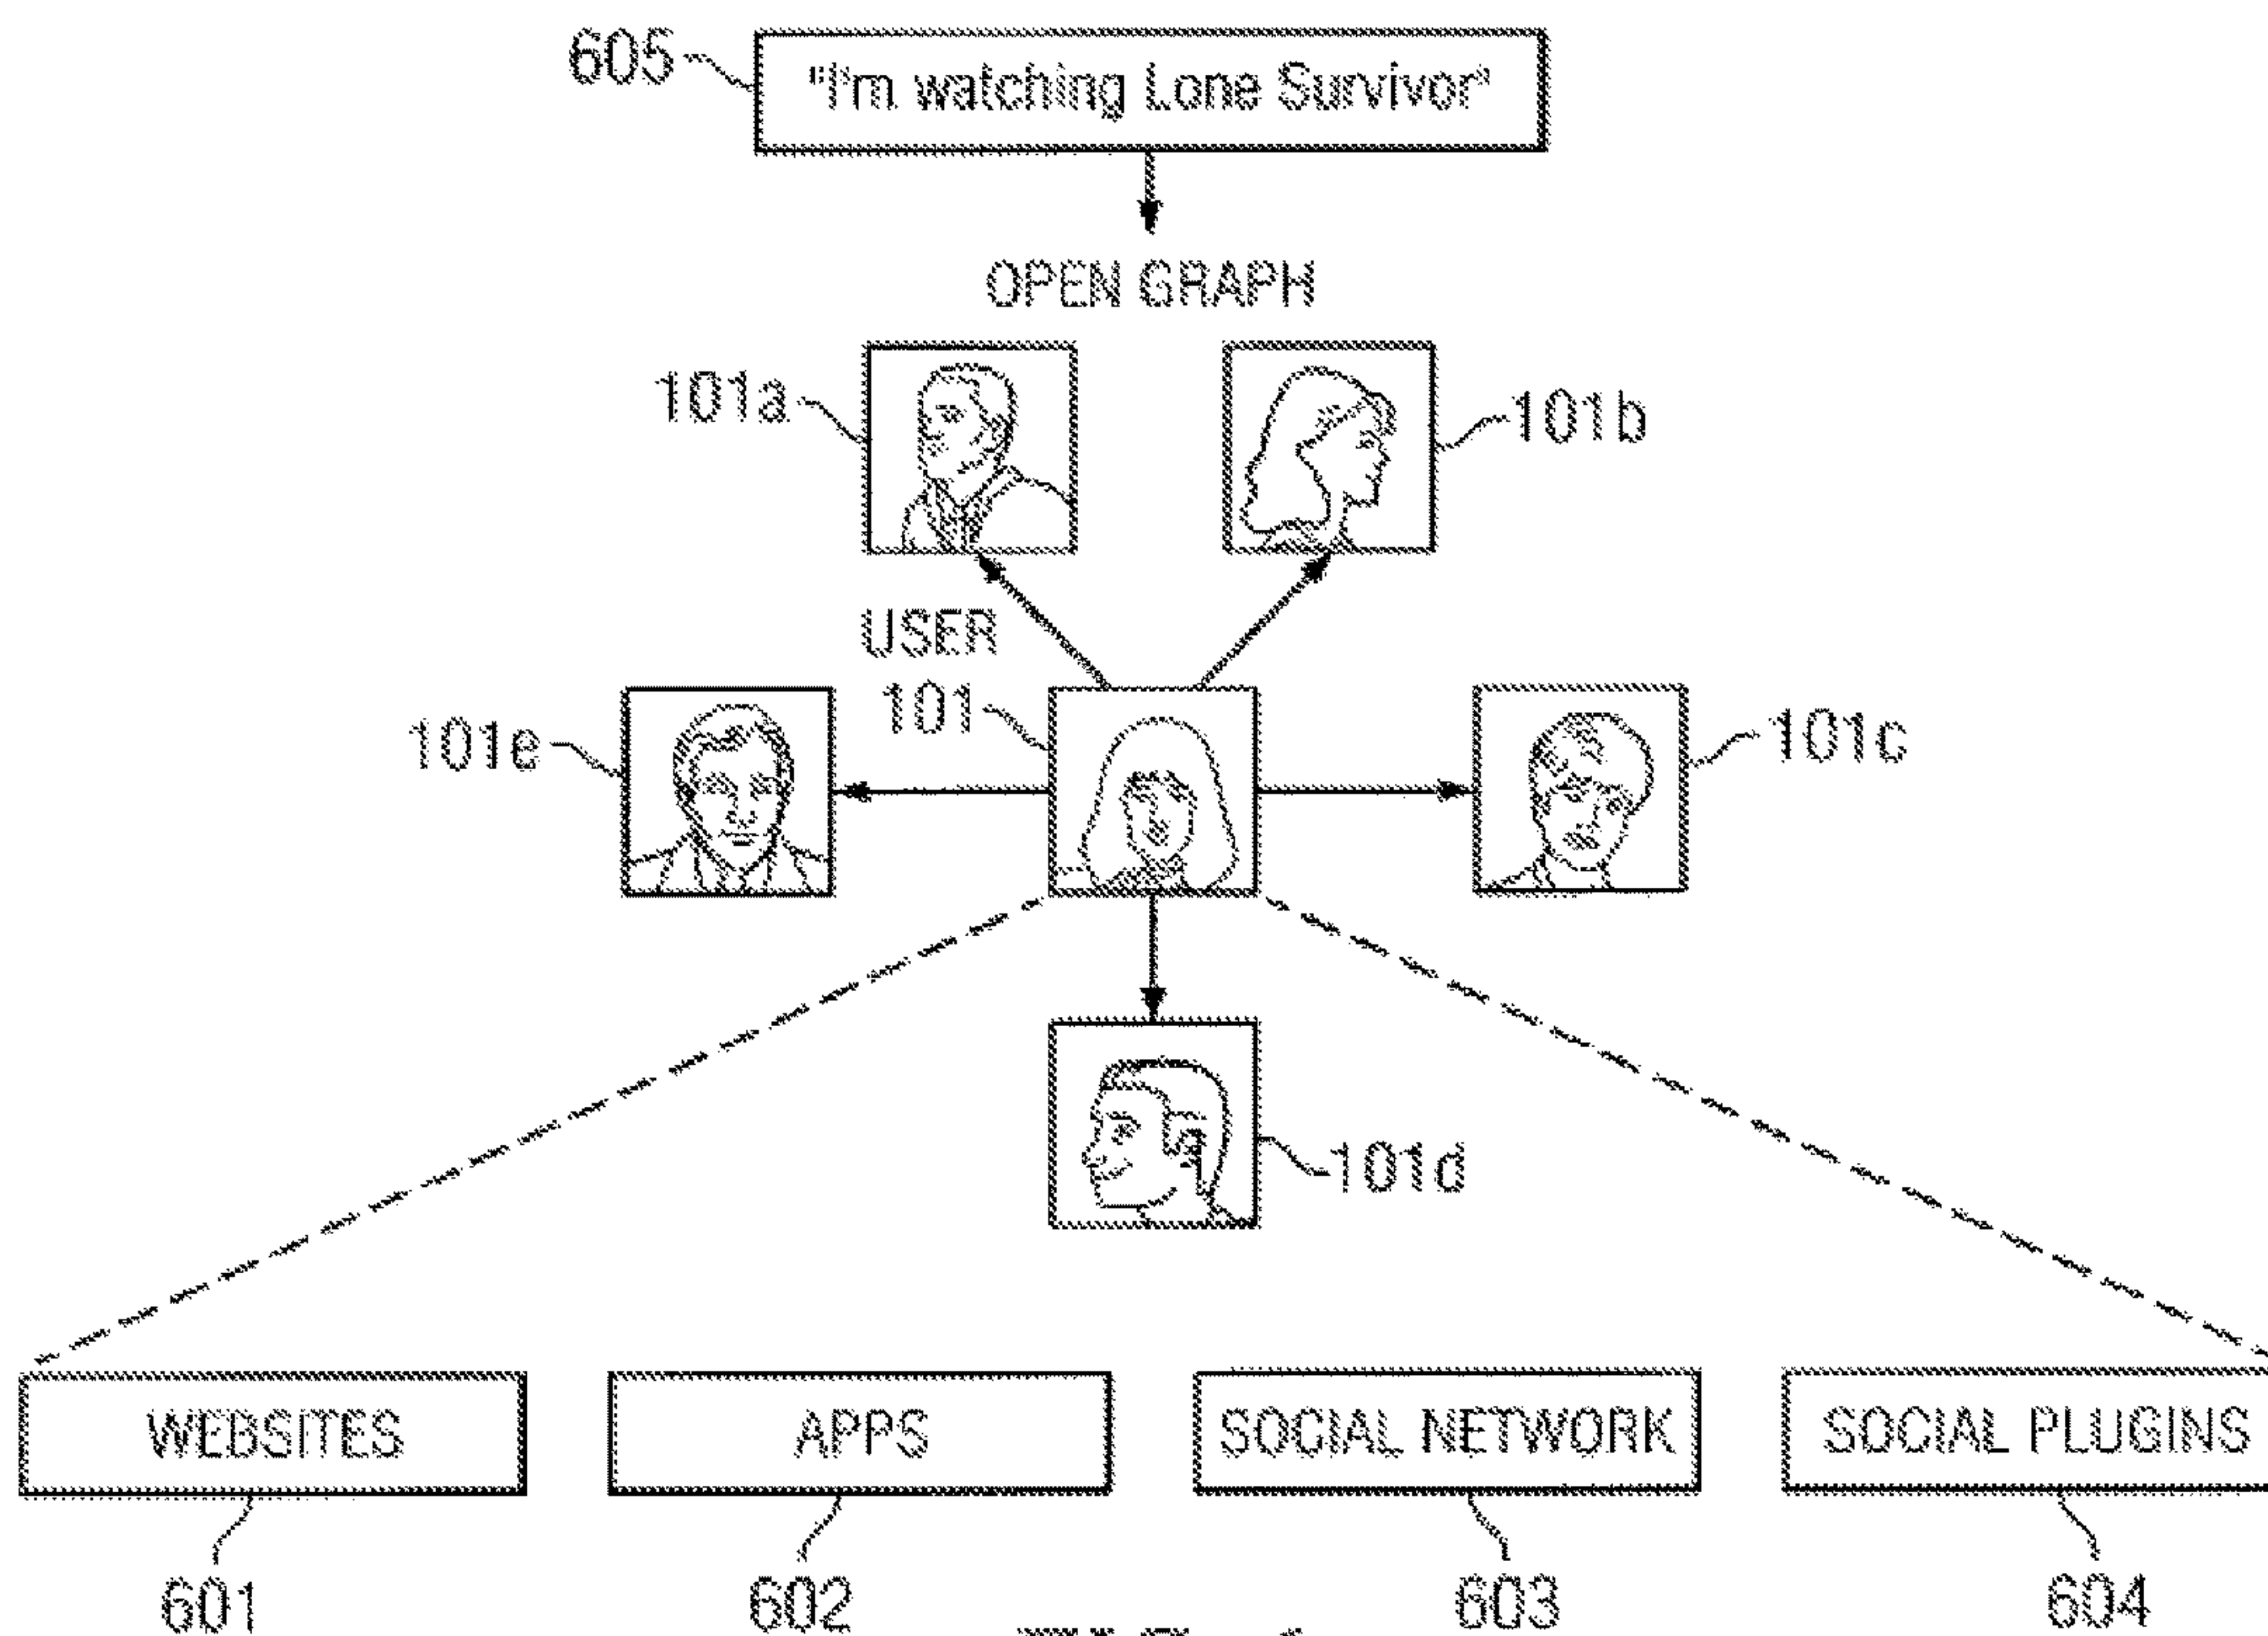 605 "I'm watching Lone Survivor"
OPEN GRAPH
101a
101b
USER
101
101e
101c
101d
WEBSITES
APPS
SOCIAL NETWORK
SOCIAL PLUGINS
601
602
603
604